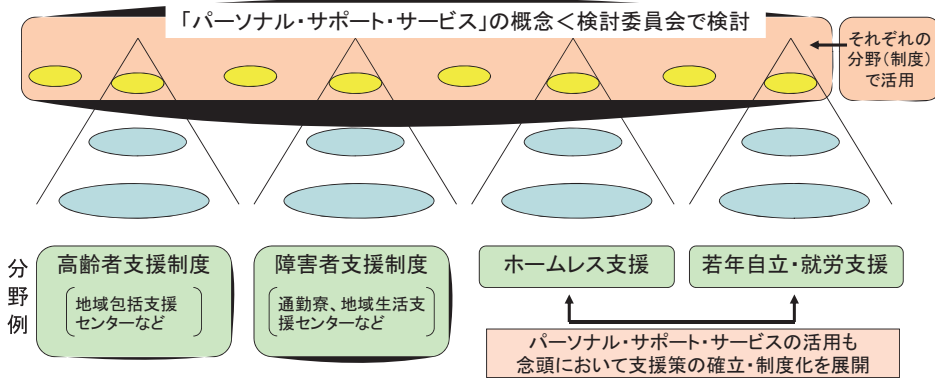 「パーソナル・サポート・サービス」の概念＜検討委員会で検討
それぞれの
分野（制度）
で活用
分野例
高齢者支援制度
地域包括支援
センターなど
障害者支援制度
通勤寮、地域生活支
援センターなど
ホームレス支援
若年自立・就労支援
パーソナル・サポート・サービスの活用も
念頭において支援策の確立・制度化を展開